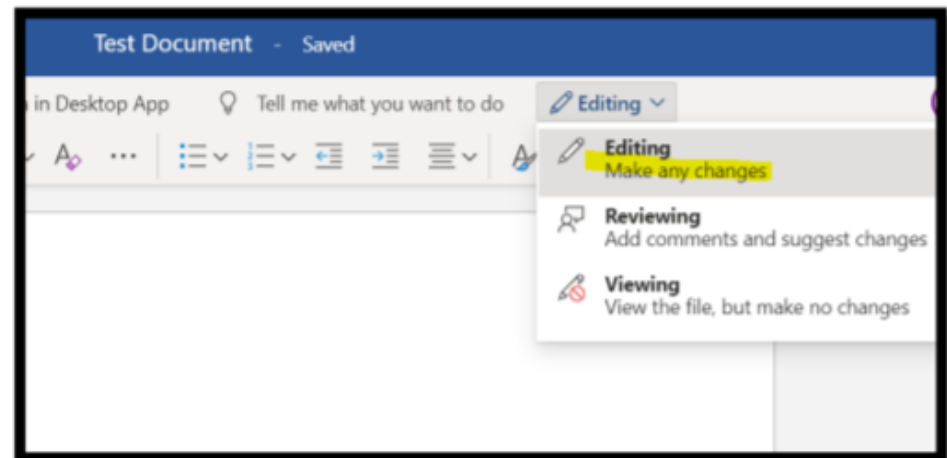 Test Document - Saved
in Desktop App Tell me what you want to do Editing
Editing
Make any changes
Reviewing
Add comments and suggest changes
Viewing
View the file, but make no changes